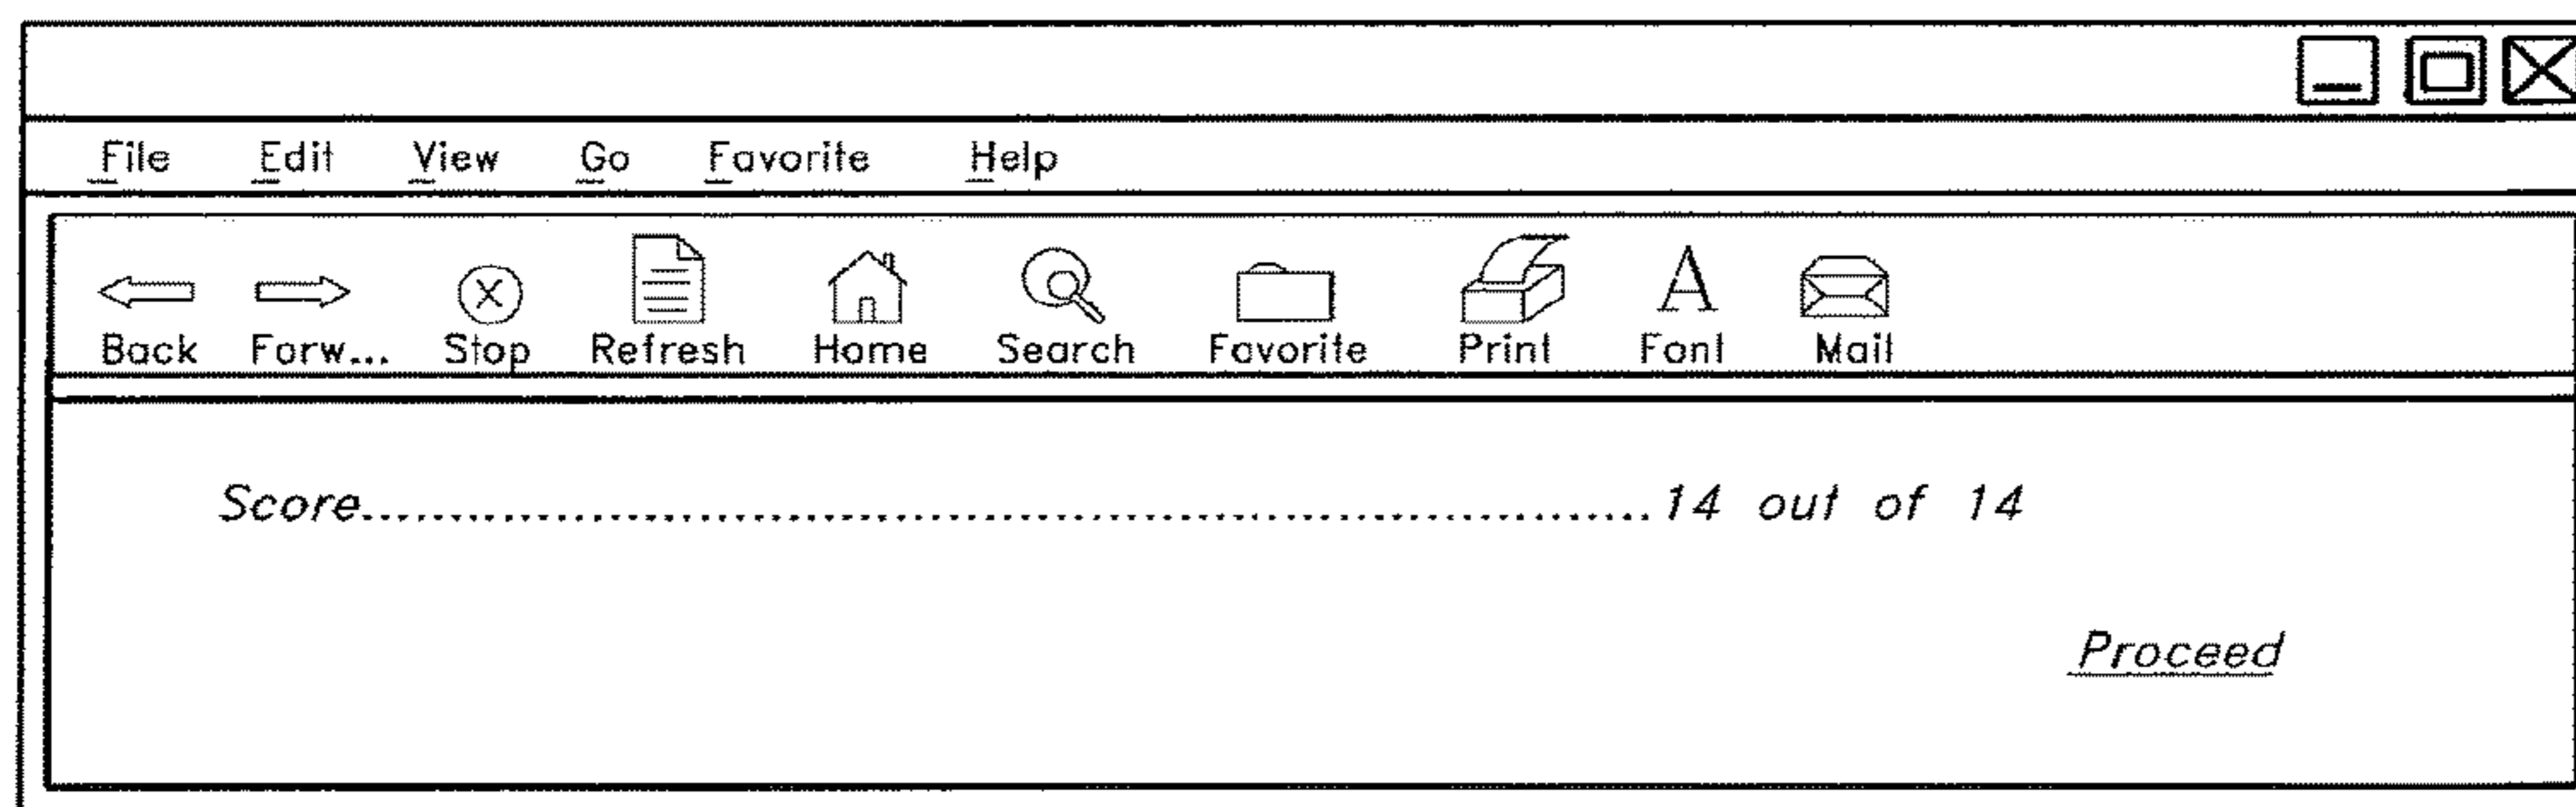 File Edit View Go Favorite Help
Back Forw... Stop Refresh Home Search Favorite Print Font Mail
Score............................................................14 out of 14
Proceed